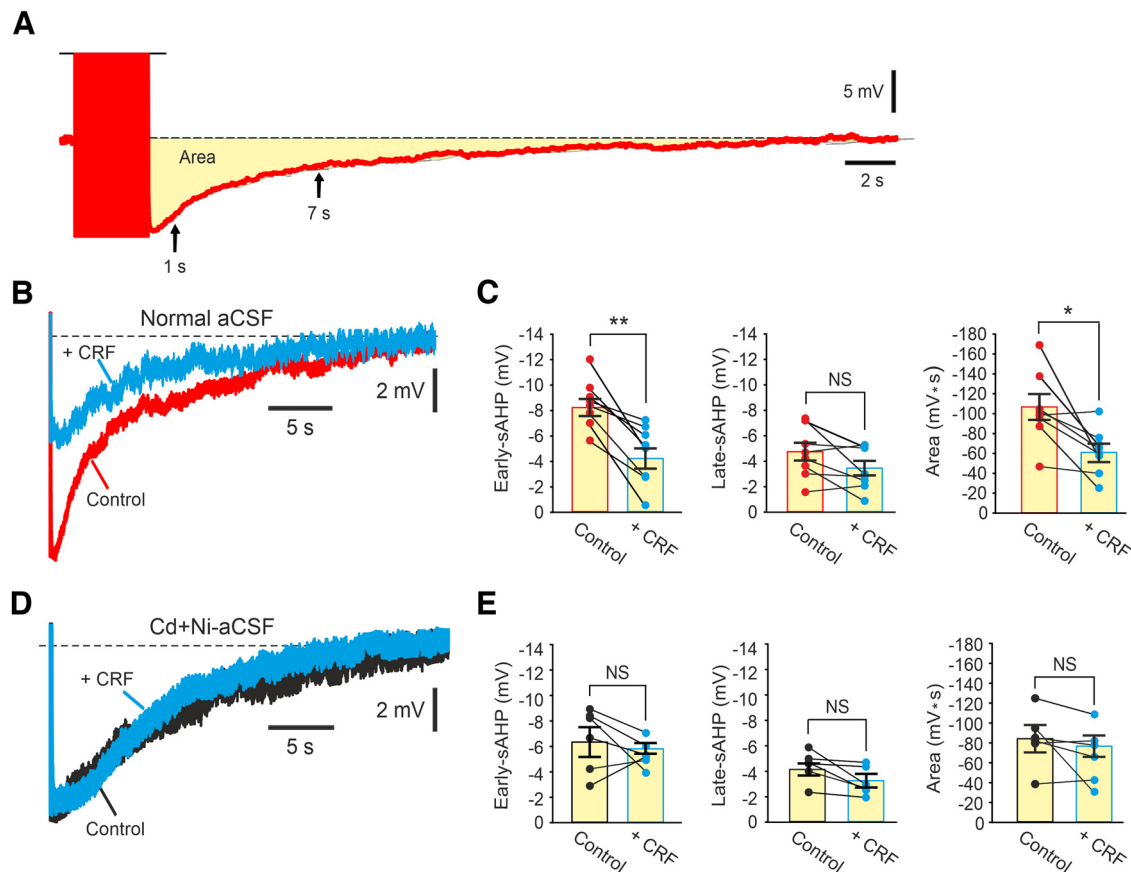 A
5 mV
Area
2 s
7 s
1 s
B
Normal aCSF
+ CRF
2 mV
5 s
Control
C
**
-14
-12
-10
-8
-6
-4
-2
0
Early-sAHP (mV)
Control
+ CRF
NS
-14
-12
-10
-8
-6
-4
-2
0
Late-sAHP (mV)
Control
+ CRF
*
-180
-160
-140
-120
-100
-80
-60
-40
-20
0
Area (mV*s)
Control
+ CRF
D
Cd+Ni-aCSF
+ CRF
2 mV
5 s
Control
E
NS
-14
-12
-10
-8
-6
-4
-2
0
Early-sAHP (mV)
Control
+ CRF
NS
-14
-12
-10
-8
-6
-4
-2
0
Late-sAHP (mV)
Control
+ CRF
NS
-180
-160
-140
-120
-100
-80
-60
-40
-20
0
Area (mV*s)
Control
+ CRF